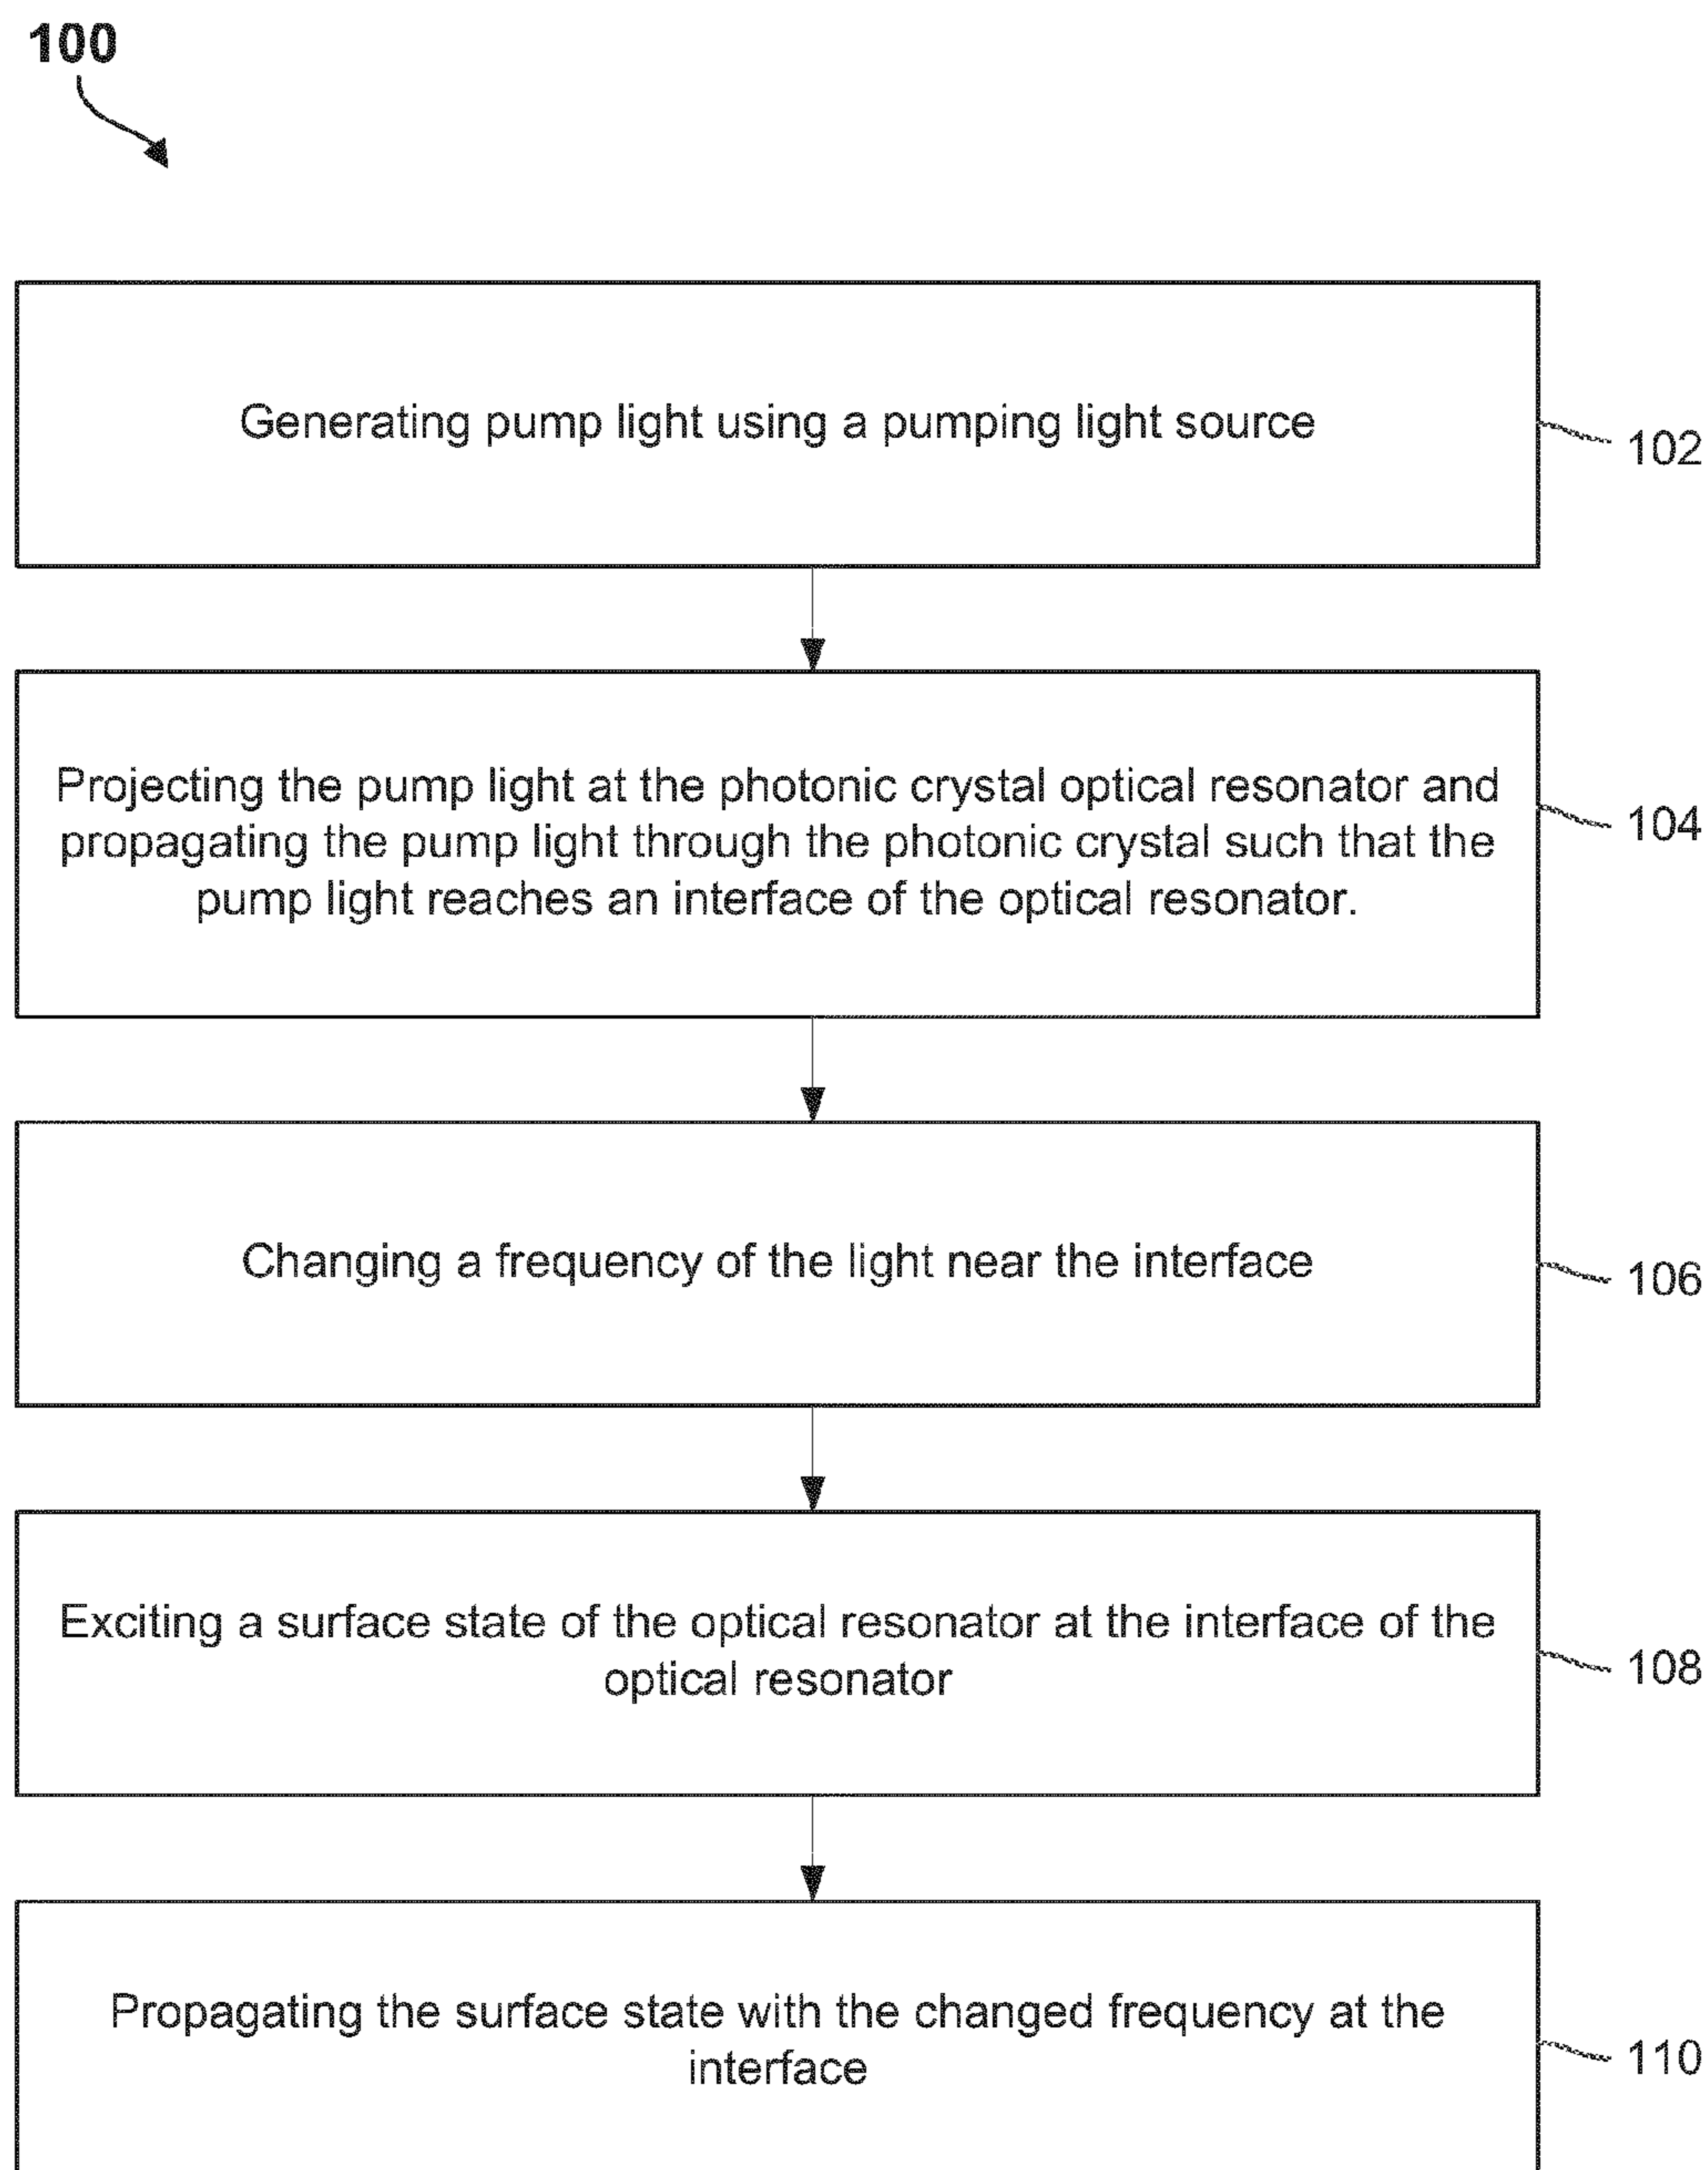 100
Generating pump light using a pumping light source
102
Projecting the pump light at the photonic crystal optical resonator and
propagating the pump light through the photonic crystal such that the
pump light reaches an interface of the optical resonator.
104
Changing a frequency of the light near the interface
106
Exciting a surface state of the optical resonator at the interface of the
optical resonator
108
Propagating the surface state with the changed frequency at the
interface
110